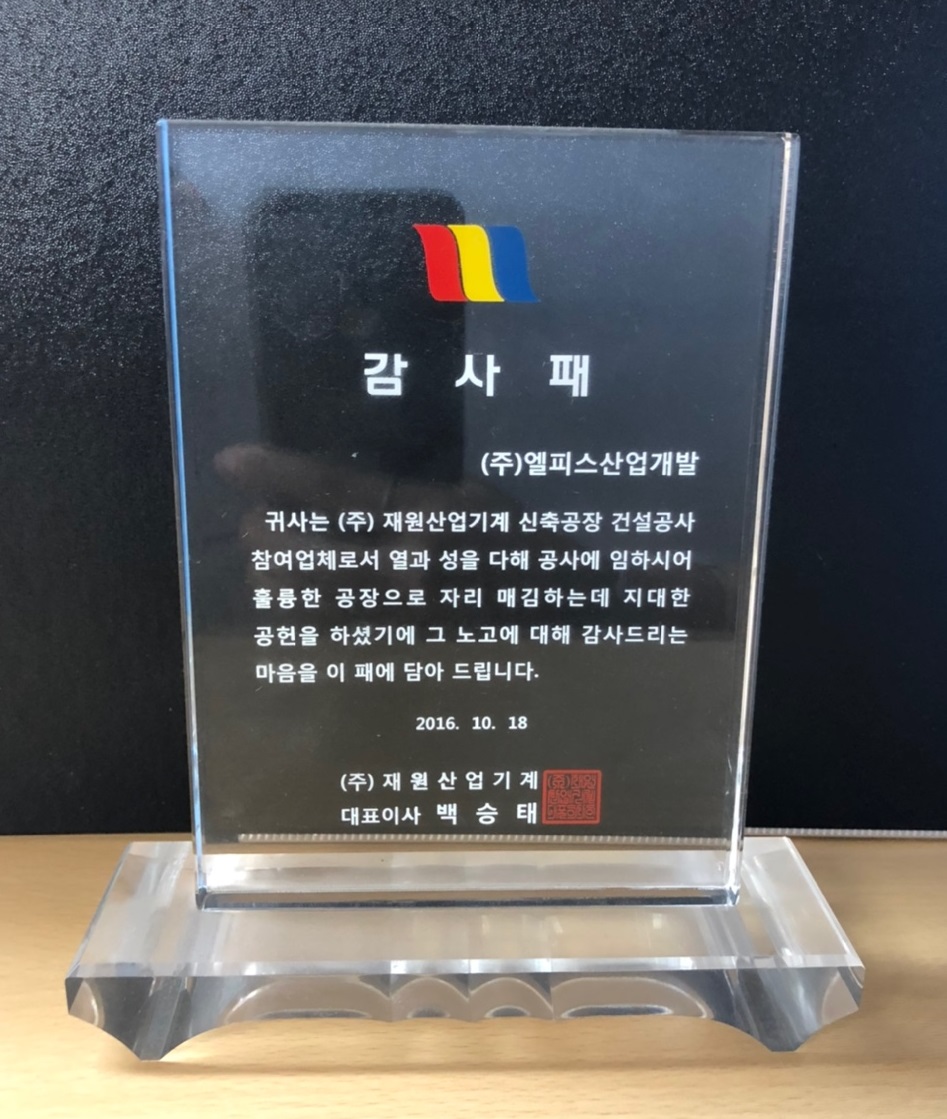 감 사 패
(주)엘피스산업개발
귀사는 (주) 재원산업기계 신축공장 건설공사
참여업체로서 열과 성을 다해 공사에 임하시어
훌륭한 공장으로 자리 매김하는데 지대한
공헌을 하셨기에 그 노고에 대해 감사드리는
마음을 이 패에 담아 드립니다.
2016. 10. 18
(주) 재 원 산 업 기 계
대표이사 백 승 태